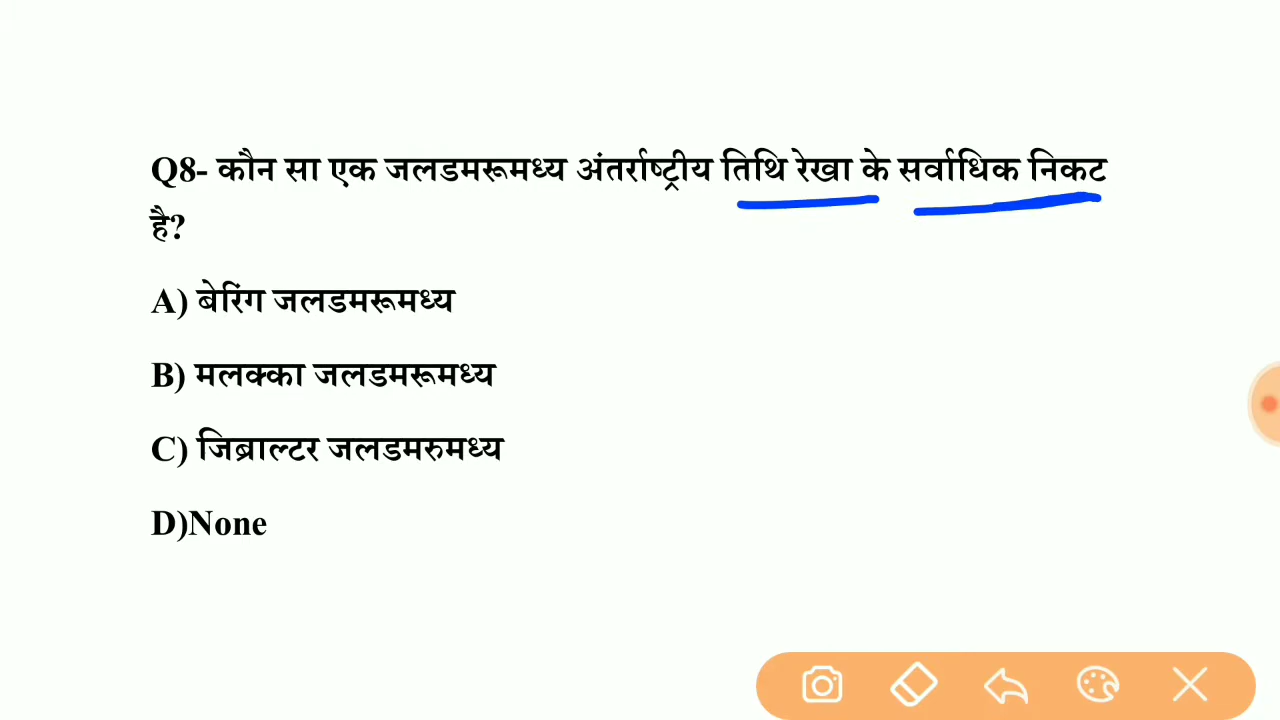 Q8- कौन सा एक जलडमरूमध्य अंतर्राष्ट्रीय तिथि रेखा के सर्वाधिक निकट
है?
A) बेरिंग जलडमरूमध्य
B) मलक्का जलडमरूमध्य
C) जिब्राल्टर जलडमरुमध्य
D)None